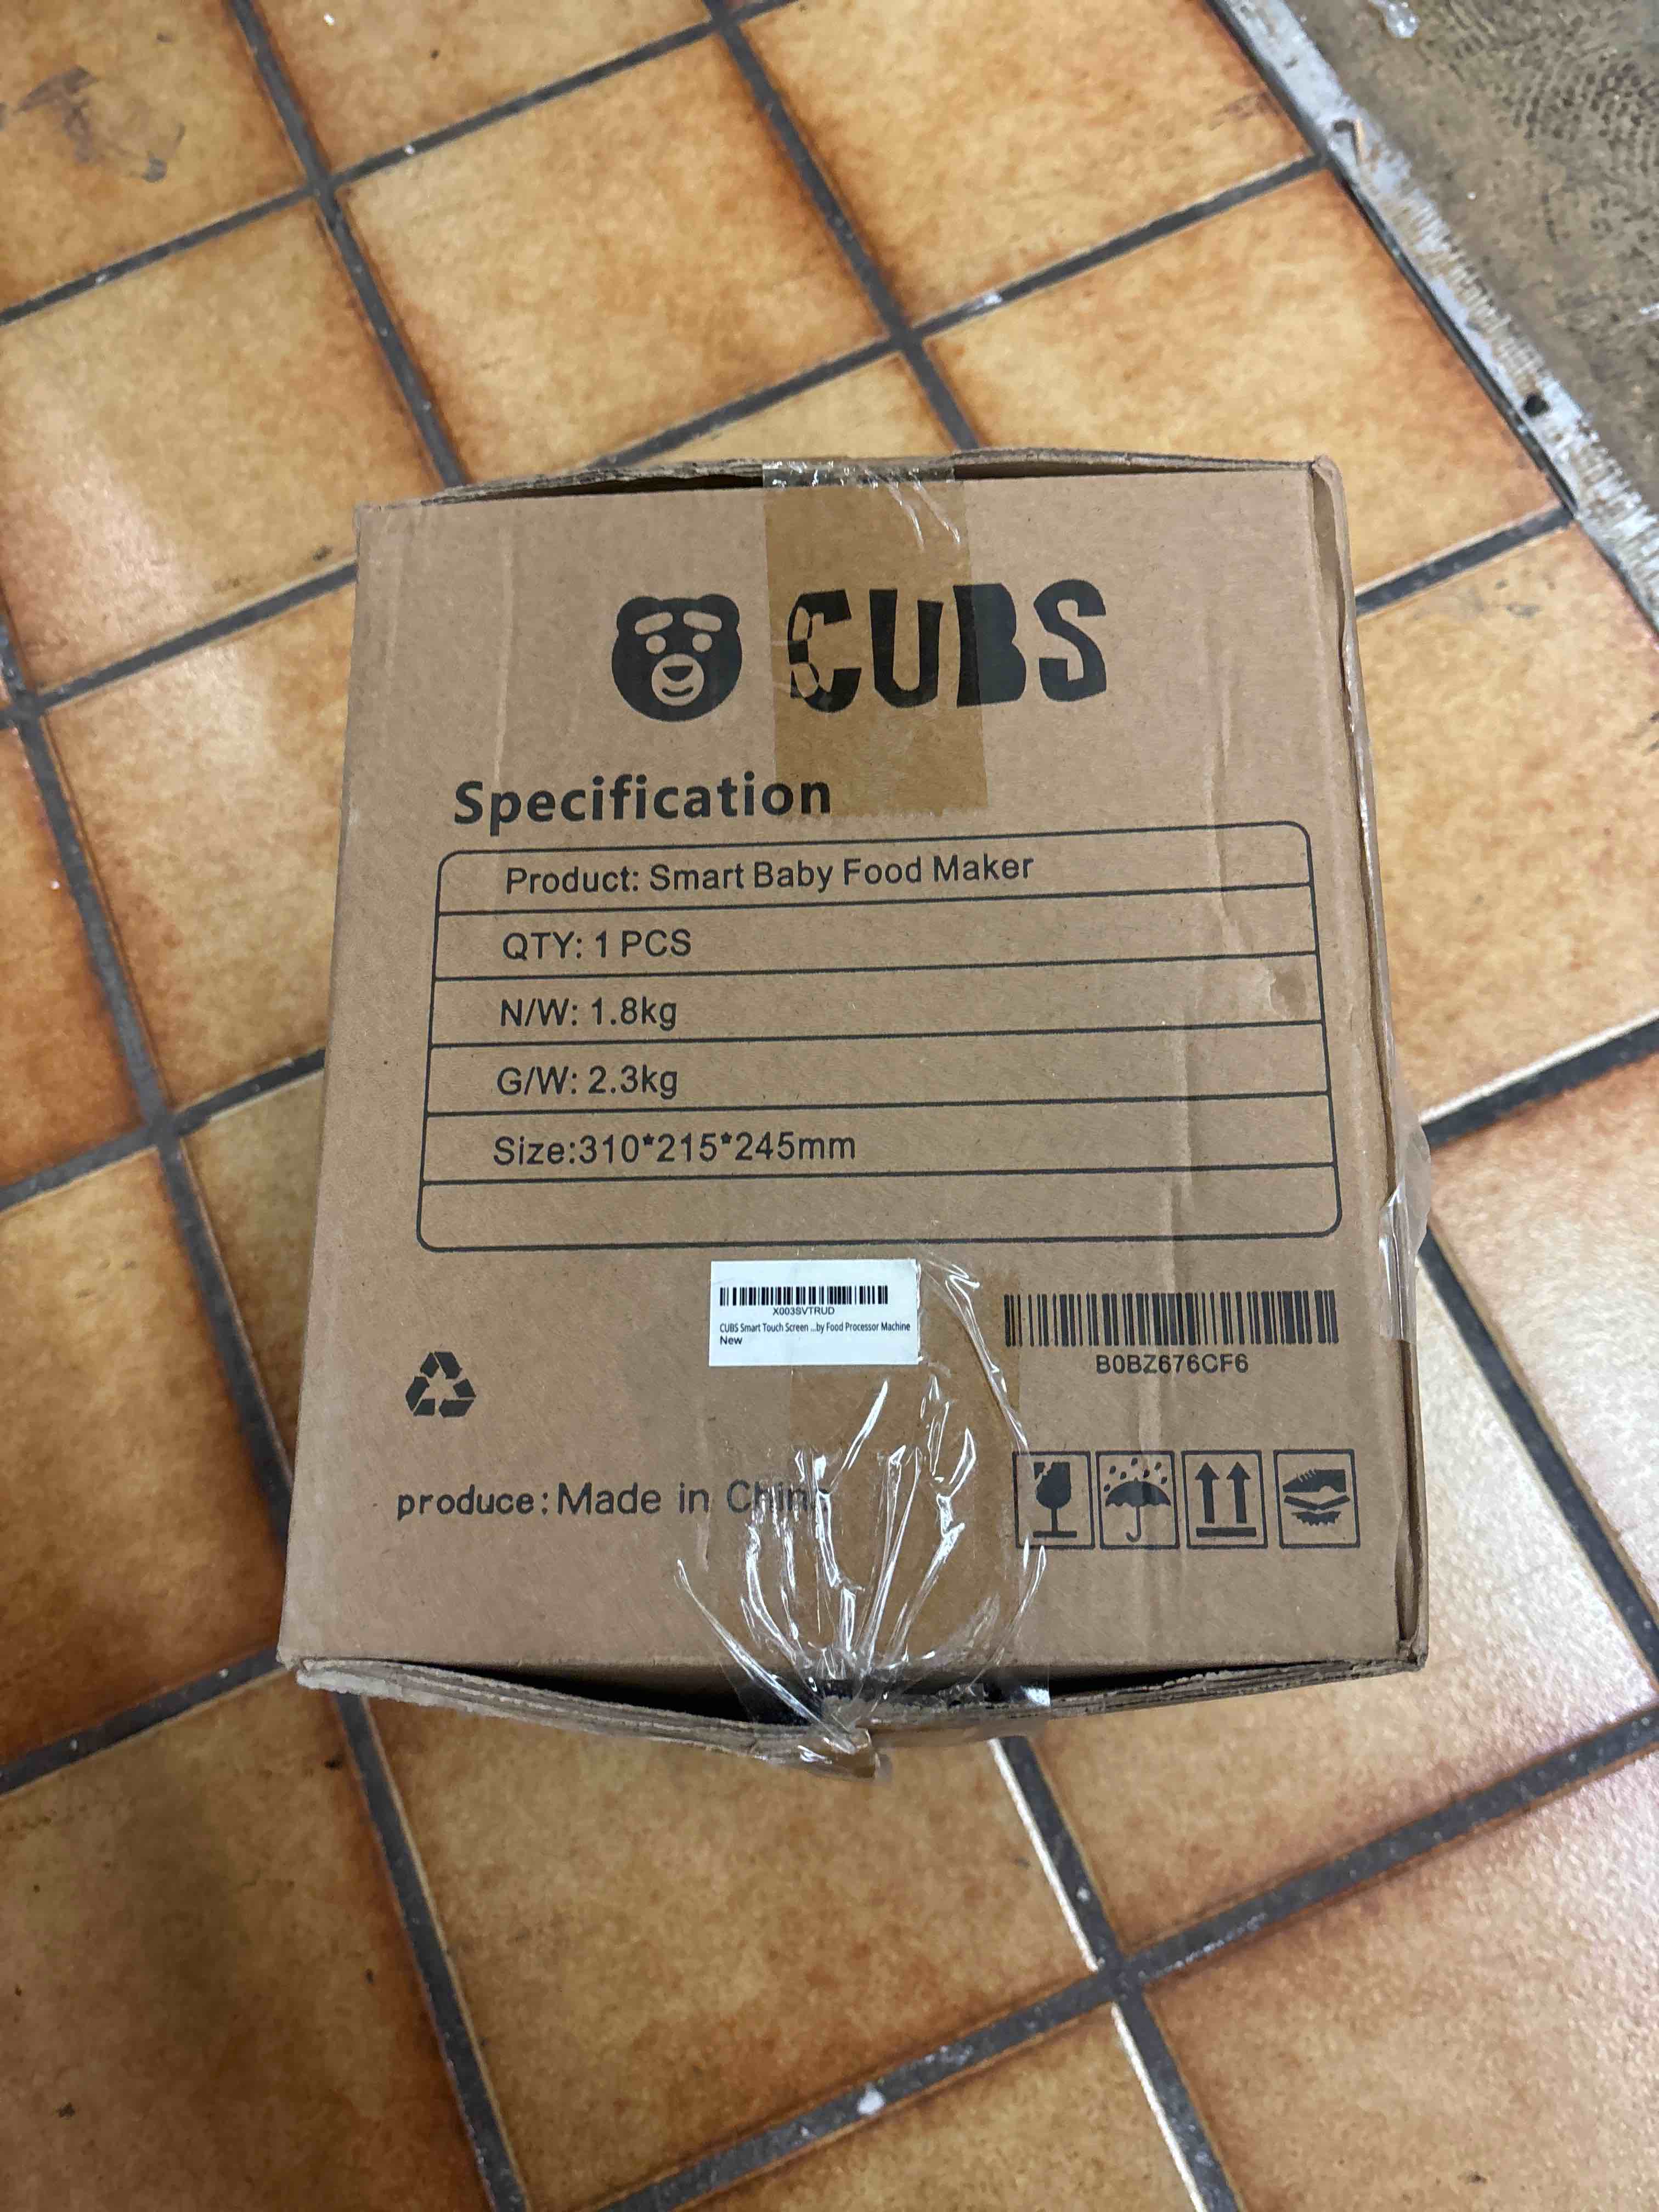 CUBS
Specification
Product: Smart Baby Food Maker
QTY: 1 PCS
N/W: 1.8kg
G/W: 2.3kg
Size:310*215*245mm
X003SVTRUD
CUBS Smart Touch Screen ...by Food Processor Machine
New
B0BZ676CF6
produce: Made in China